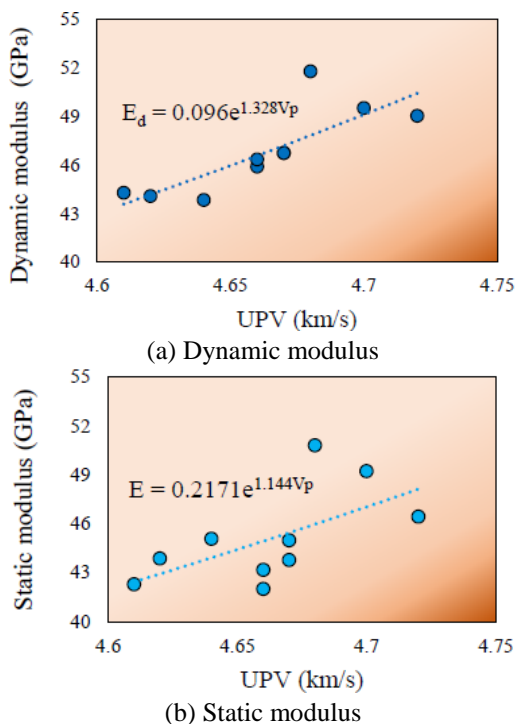 55
52
49
46
43
40
Dynamic modulus (GPa)
E_d = 0.096e^1.328Vp
4.6 4.65 4.7 4.75
UPV (km/s)
(a) Dynamic modulus
55
52
49
46
43
40
Static modulus (GPa)
E = 0.2171e^1.144Vp
4.6 4.65 4.7 4.75
UPV (km/s)
(b) Static modulus